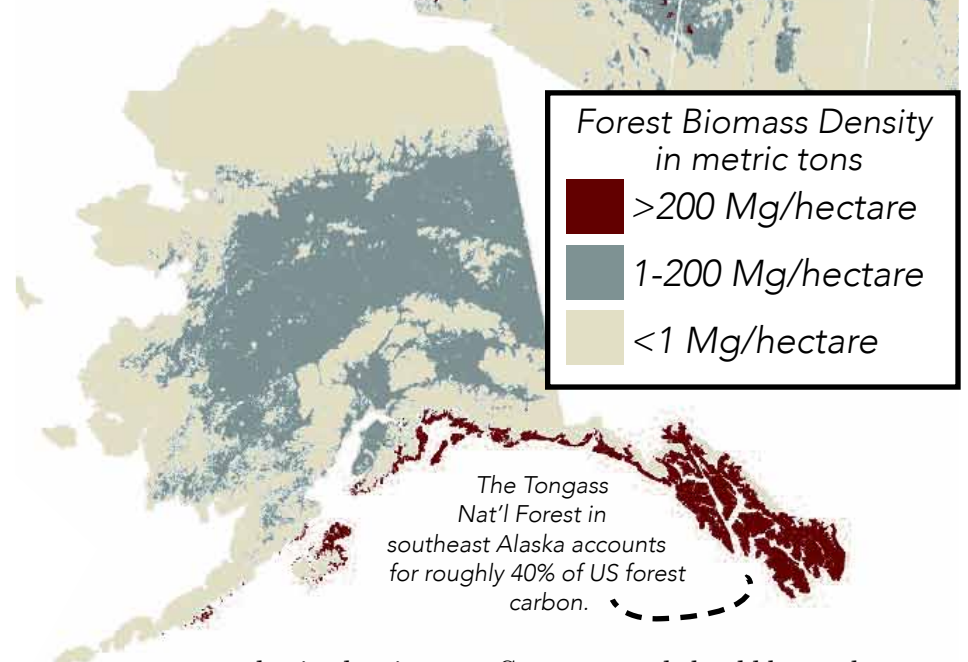 Forest Biomass Density
in metric tons
>200 Mg/hectare
1-200 Mg/hectare
<1 Mg/hectare
The Tongass
Nat'l Forest in
southeast Alaska accounts
for roughly 40% of US forest
carbon.